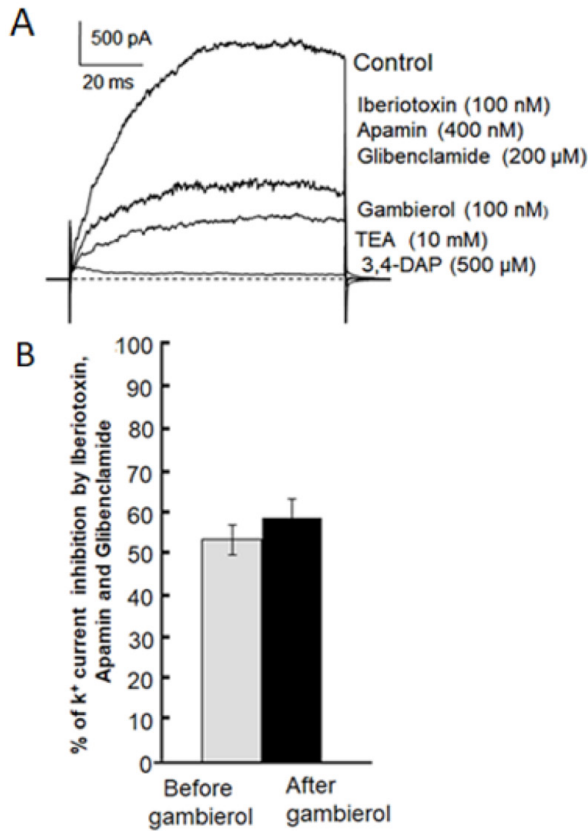 A
500 pA
20 ms
Control
Iberiotoxin (100 nM)
Apamin (400 nM)
Glibenclamide (200 µM)
Gambierol (100 nM)
TEA (10 mM)
3,4-DAP (500 µM)
B
% of k⁺ current inhibition by Iberiotoxin,
Apamin and Glibenclamide
100
90
80
70
60
50
40
30
20
10
0
Before
gambierol
After
gambierol